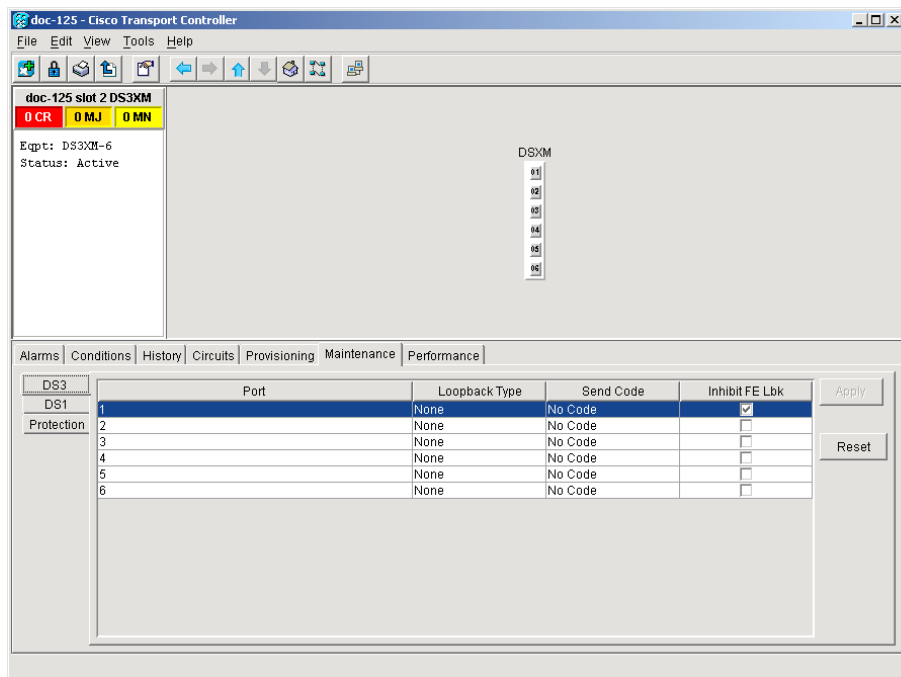 doc-125 - Cisco Transport Controller
File Edit View Tools Help
doc-125 slot 2 DS3XM
0 CR 0 MJ 0 MN
Eqpt: DS3XM-6
Status: Active
DSXM
01
02
03
04
05
06
Alarms Conditions History Circuits Provisioning Maintenance Performance
DS3
DS1
Protection
Port Loopback Type Send Code Inhibit FE Lbk
1 None No Code
2 None No Code
3 None No Code
4 None No Code
5 None No Code
6 None No Code
Apply
Reset